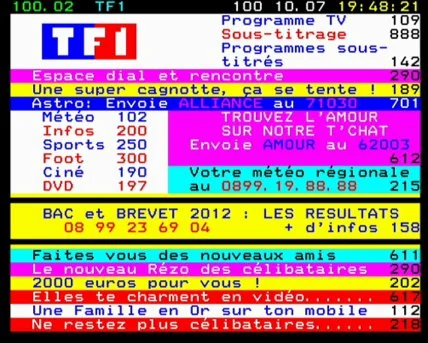 100.02 TF1 100 10.07 19:48:21
TF1
Programme TV 109
Sous-titrage 888
Programmes sous-
titrés 142
Espace dial et rencontre 290
Une super cagnotte, ça se tente ! 189
Astro: Envoie ALLIANCE au 71030 701
Météo 102
Infos 200
Sports 250
Foot 300
Ciné 190
DVD 197
TROUVEZ L'AMOUR
SUR NOTRE T'CHAT
Envoie AMOUR au 62003
612
Votre météo régionale
au 0899.19.88.88 215
BAC et BREVET 2012 : LES RESULTATS
08 99 23 69 04 + d'infos 158
Faites vous des nouveaux amis 611
Le nouveau Rézo des célibataires 290
2000 euros pour vous ! 202
Elles te charment en vidéo....... 617
Une Famille en Or sur ton mobile 112
Ne restez plus célibataires...... 218